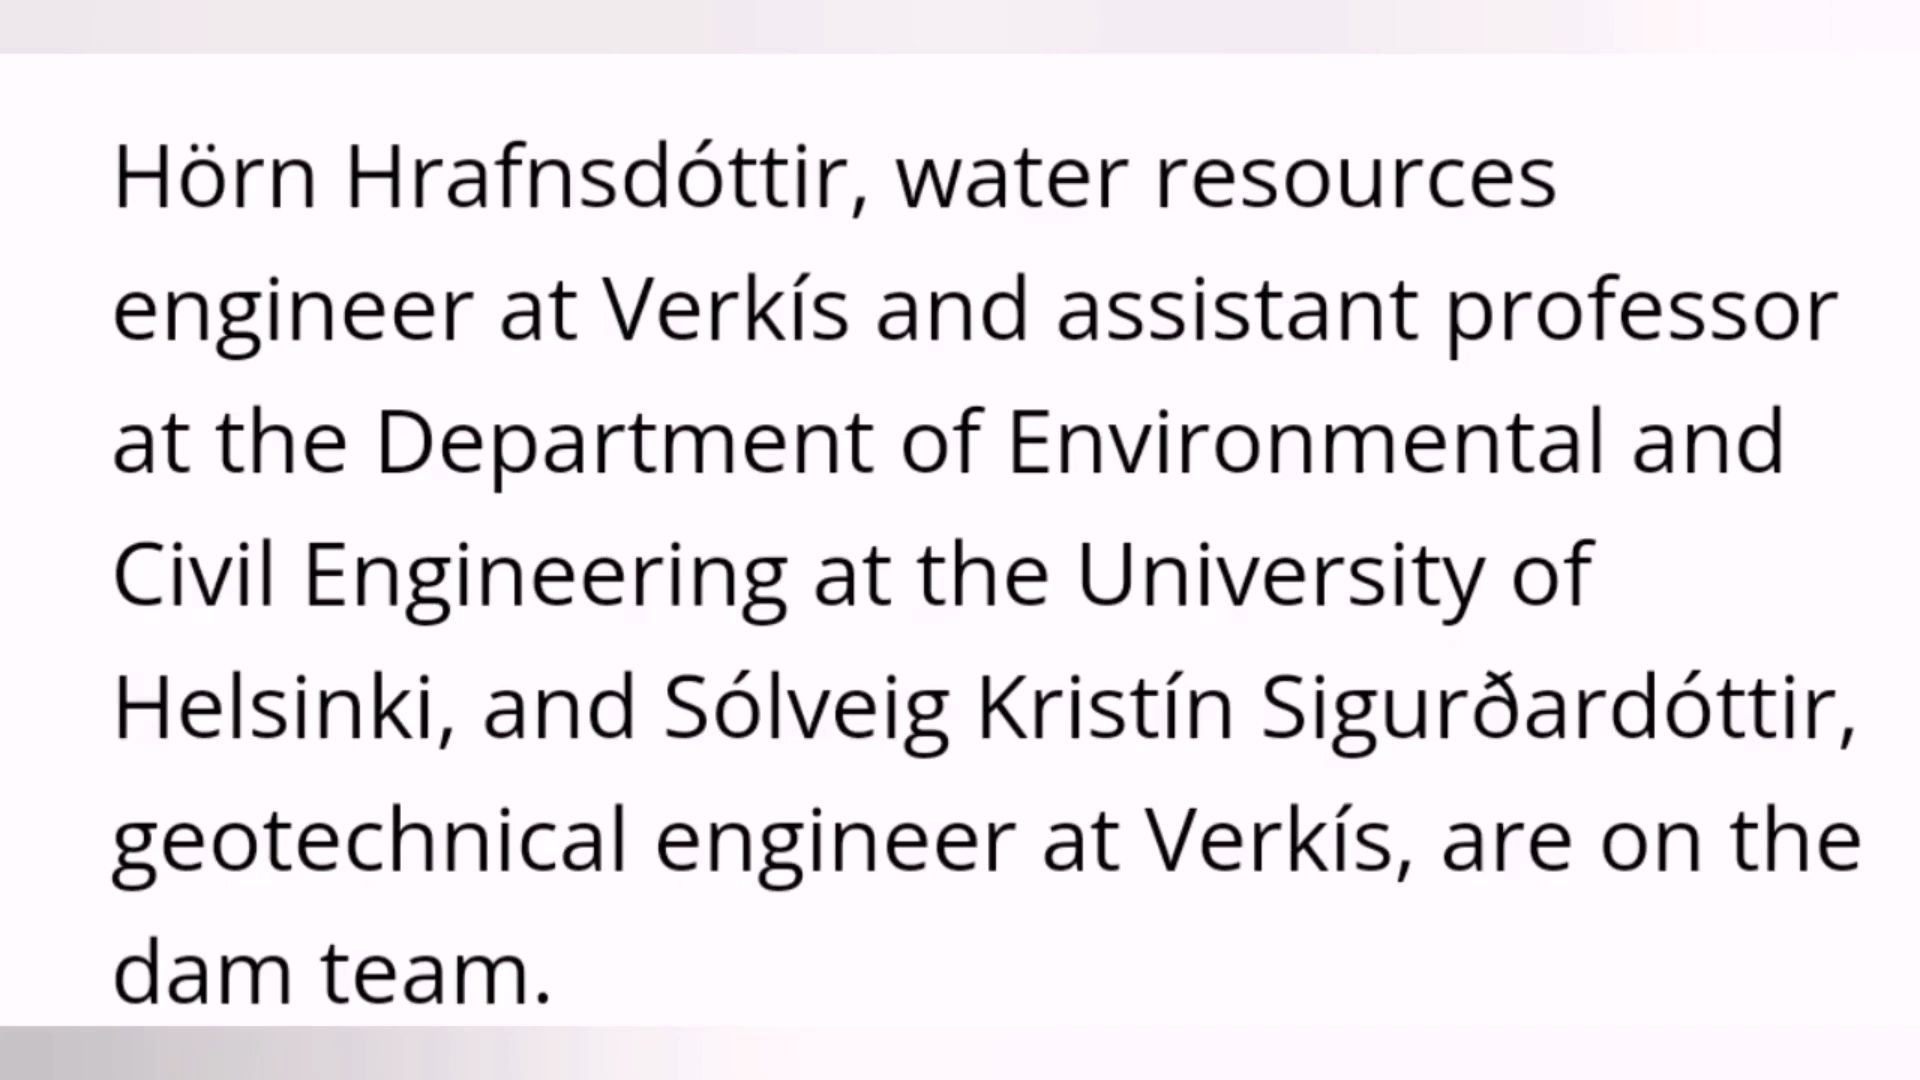 Hörn Hrafnsdóttir, water resources
engineer at Verkís and assistant professor
at the Department of Environmental and
Civil Engineering at the University of
Helsinki, and Sólveig Kristín Sigurðardóttir,
geotechnical engineer at Verkís, are on the
dam team.